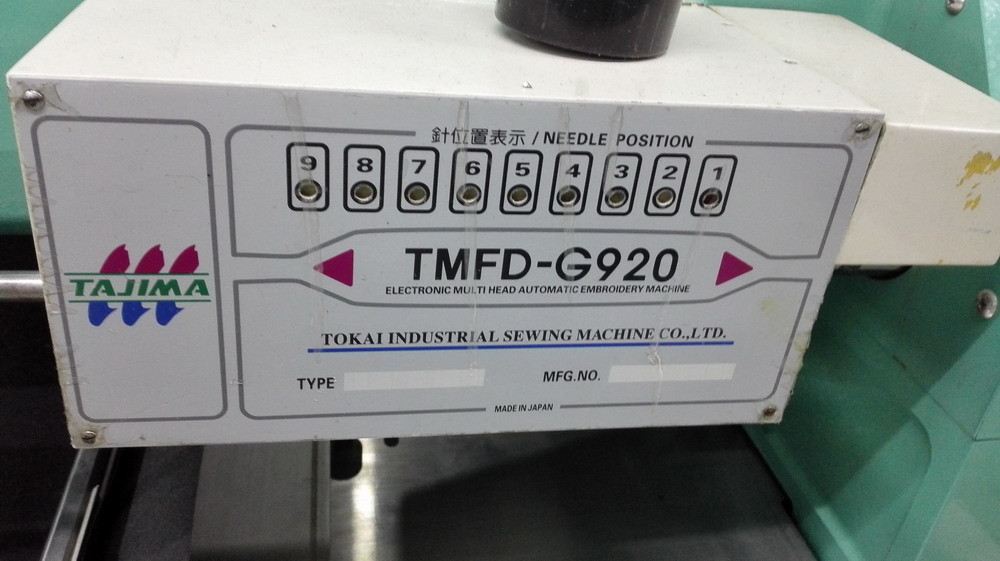 針位置表示 / NEEDLE POSITION
9 8 7 6 5 4 3 2 1
TAJIMA
TMFD-G920
ELECTRONIC MULTI HEAD AUTOMATIC EMBROIDERY MACHINE
TOKAI INDUSTRIAL SEWING MACHINE CO.,LTD.
TYPE MFG.NO.
MADE IN JAPAN